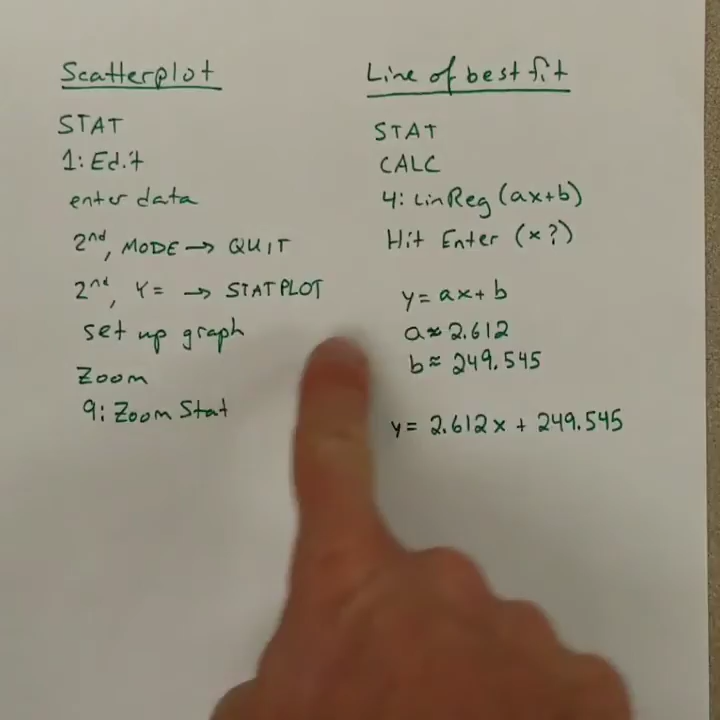 Scatterplot
STAT
1: Edit
enter data
2nd, MODE → QUIT
2nd, Y= → STATPLOT
set up graph
Zoom
9: Zoom Stat
Line of best fit
STAT
CALC
4: LinReg (ax+b)
Hit Enter (x?)
y = ax + b
a ≈ 2.612
b ≈ 249.545
y = 2.612x + 249.545